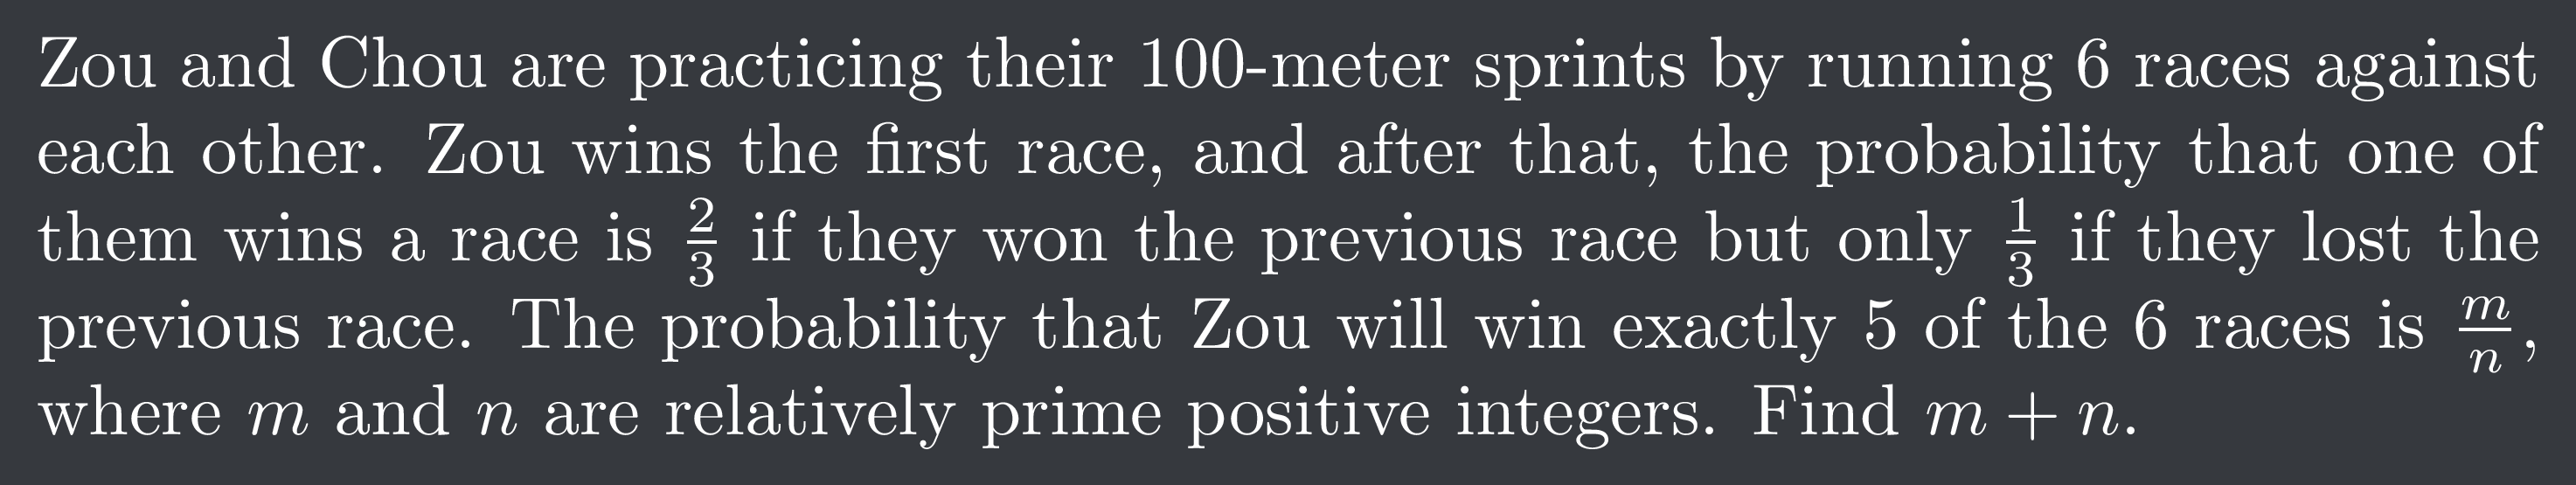 Zou and Chou are practicing their 100-meter sprints by running 6 races against
each other. Zou wins the first race, and after that, the probability that one of
them wins a race is $\frac{2}{3}$ if they won the previous race but only $\frac{1}{3}$ if they lost the
previous race. The probability that Zou will win exactly 5 of the 6 races is $\frac{m}{n}$,
where $m$ and $n$ are relatively prime positive integers. Find $m + n$.